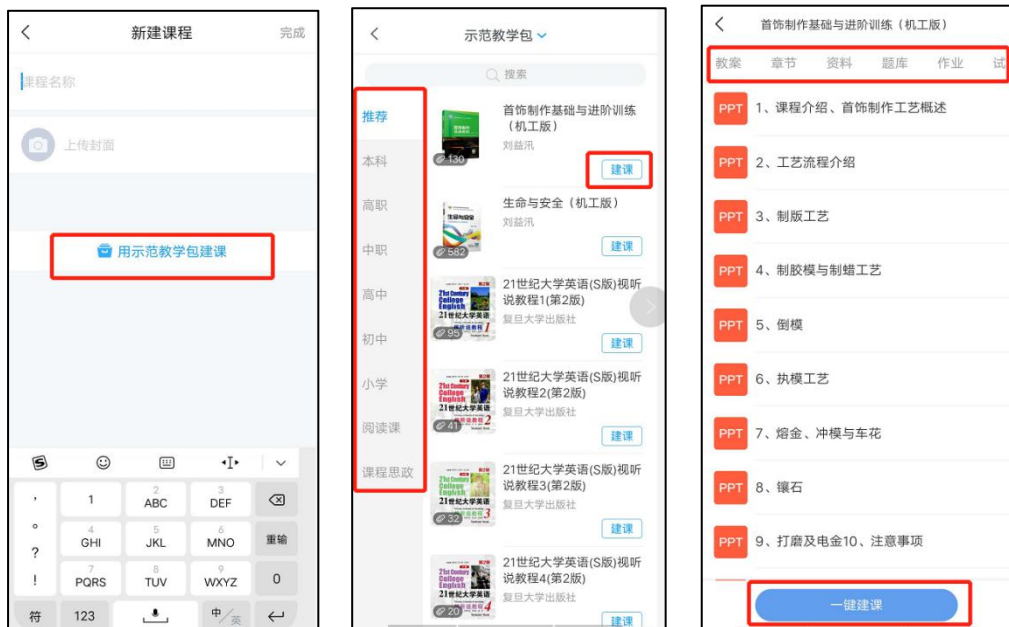 新建课程
完成
课程名称
上传封面
用示范教学包建课
,
1
2
ABC
3
DEF
。
4
GHI
5
JKL
6
MNO
重输
?
!
7
PQRS
8
TUV
9
WXYZ
0
符
123
中/英
示范教学包
搜索
推荐
本科
高职
中职
高中
初中
小学
阅读课
课程思政
首饰制作基础与进阶训练
(机工版)
刘益汛
130
建课
生命与安全(机工版)
刘益汛
582
建课
21世纪大学英语(S版)视听
说教程1(第2版)
复旦大学出版社
95
建课
21世纪大学英语(S版)视听
说教程2(第2版)
复旦大学出版社
41
建课
21世纪大学英语(S版)视听
说教程3(第2版)
复旦大学出版社
32
建课
21世纪大学英语(S版)视听
说教程4(第2版)
复旦大学出版社
20
建课
首饰制作基础与进阶训练(机工版)
教案 章节 资料 题库 作业 试
PPT 1、课程介绍、首饰制作工艺概述
PPT 2、工艺流程介绍
PPT 3、制版工艺
PPT 4、制胶模与制蜡工艺
PPT 5、倒模
PPT 6、执模工艺
PPT 7、熔金、冲模与车花
PPT 8、镶石
PPT 9、打磨及电金10、注意事项
一键建课